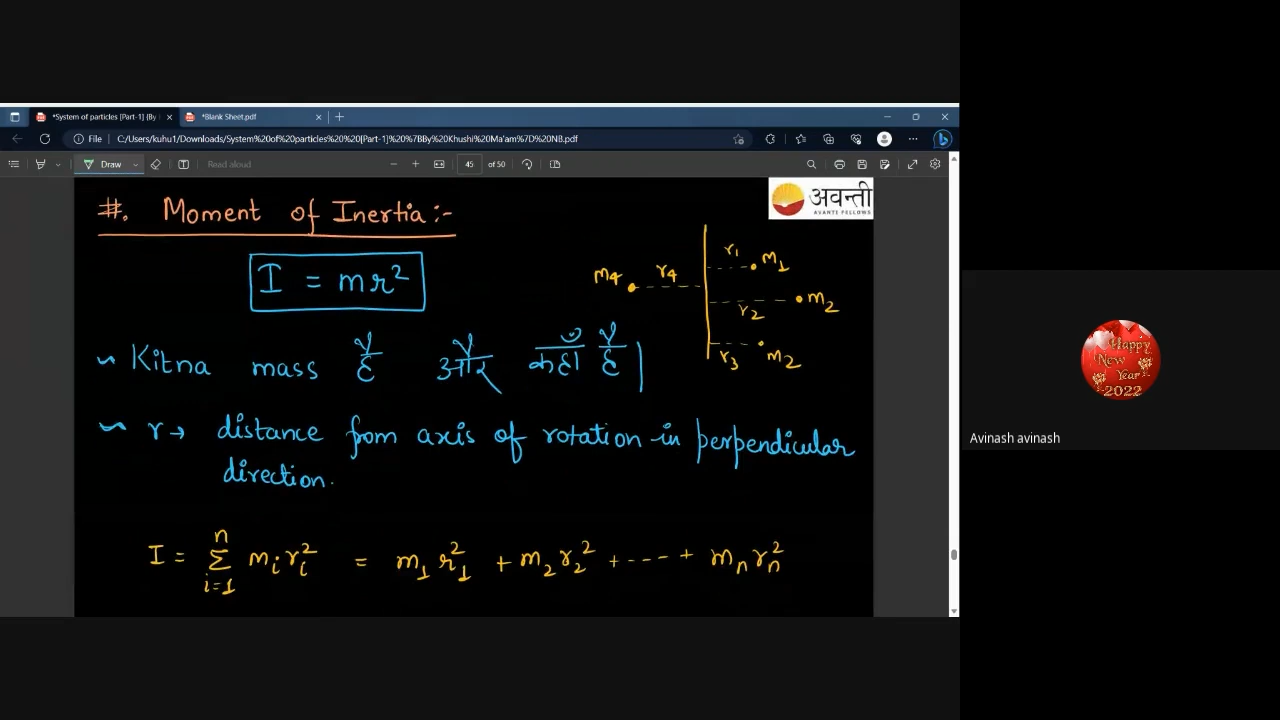 *System of particles [Part-1] {By
*Blank Sheet.pdf
File C:/Users/kuhu1/Downloads/System%20of%20particles%20%20[Part-1]%20%7BBy%20Khushi%20Ma'am%7D%20NB.pdf
Draw Read aloud 45 of 50
#. Moment of Inertia :-
अवन्ती
AVANTI FELLOWS
I = mr²
m4 r4 r1 m1
r2 m2
r3 m2
~ Kitna mass है और कहाँ है|
~ r → distance from axis of rotation in perpendicular
direction.
I = n Σ i=1 miri² = m1r1² + m2r2² + ---- + mnrn²
Happy
New
Year
2022
Avinash avinash